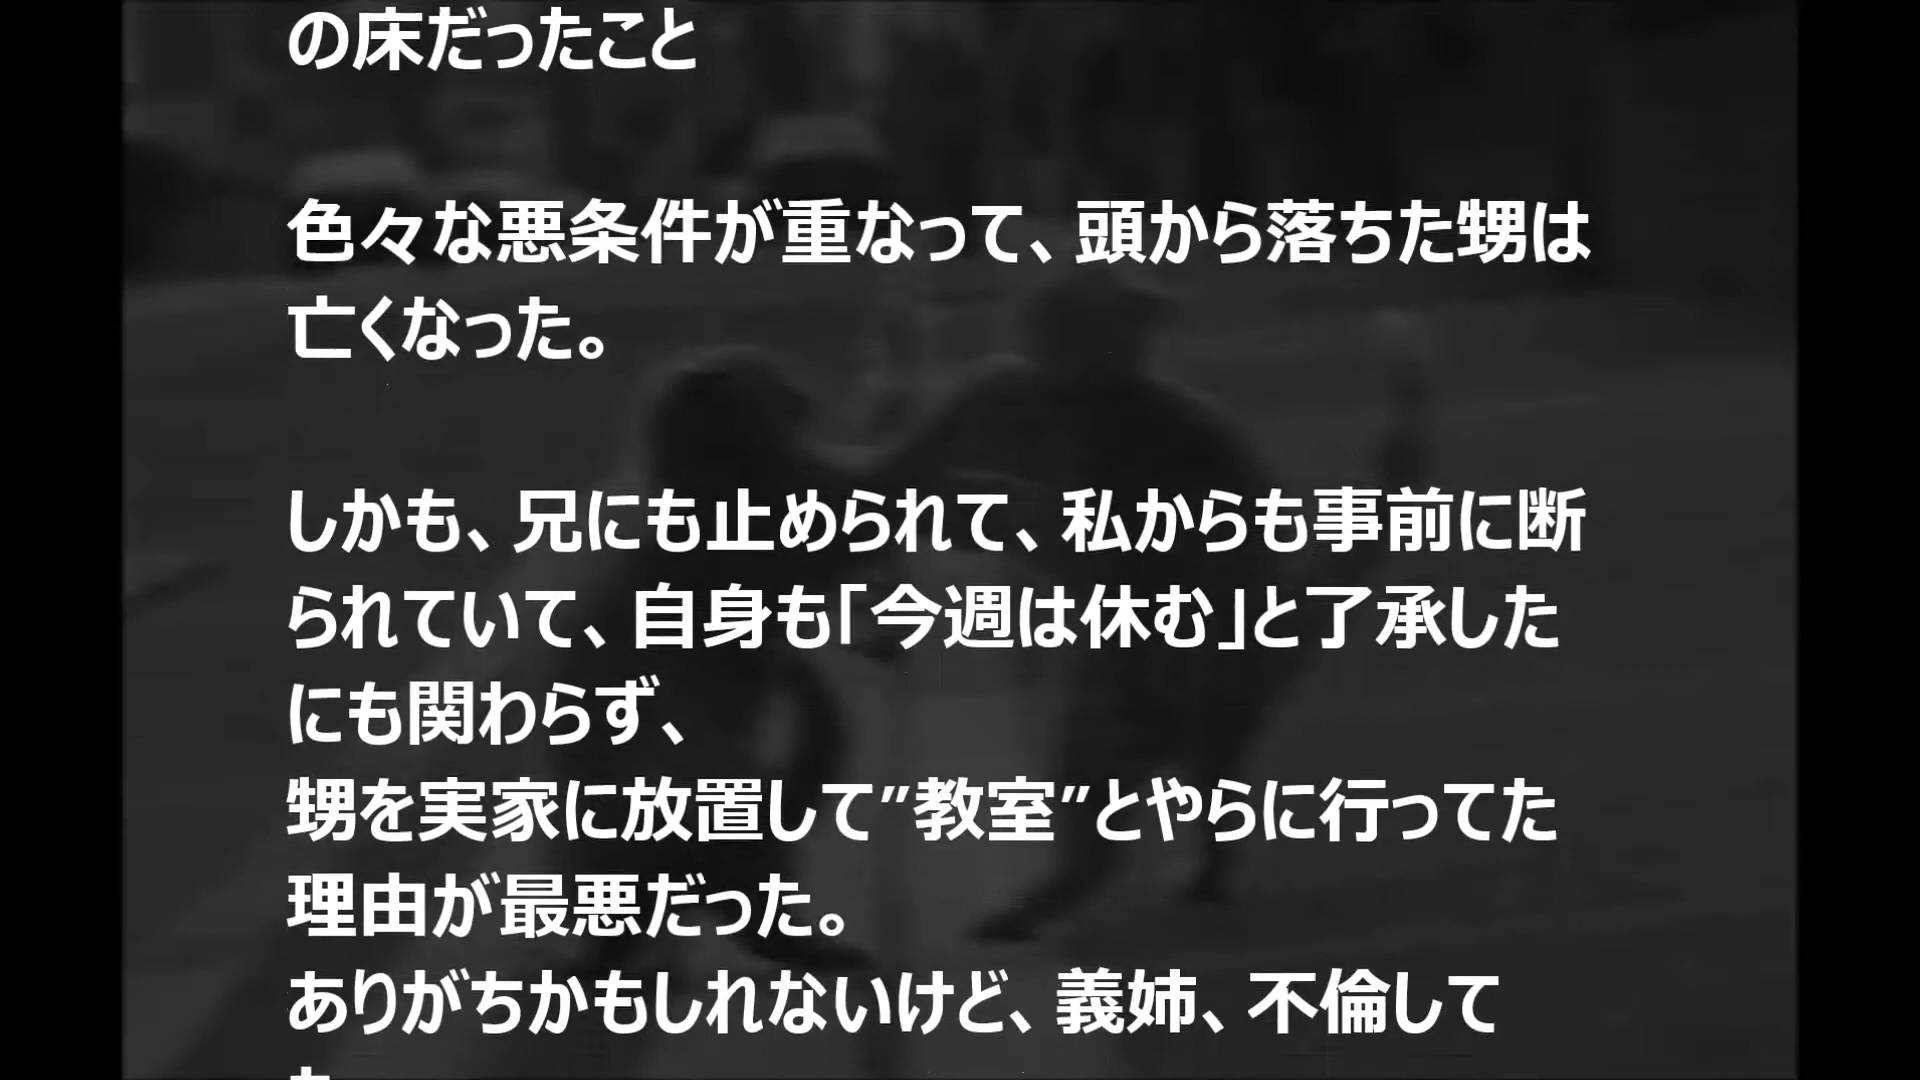 の床だったこと
色々な悪条件が重なって、頭から落ちた甥は
亡くなった。
しかも、兄にも止められて、私からも事前に断
られていて、自身も「今週は休む」と了承した
にも関わらず、
甥を実家に放置して”教室”とやらに行ってた
理由が最悪だった。
ありがちかもしれないけど、義姉、不倫して